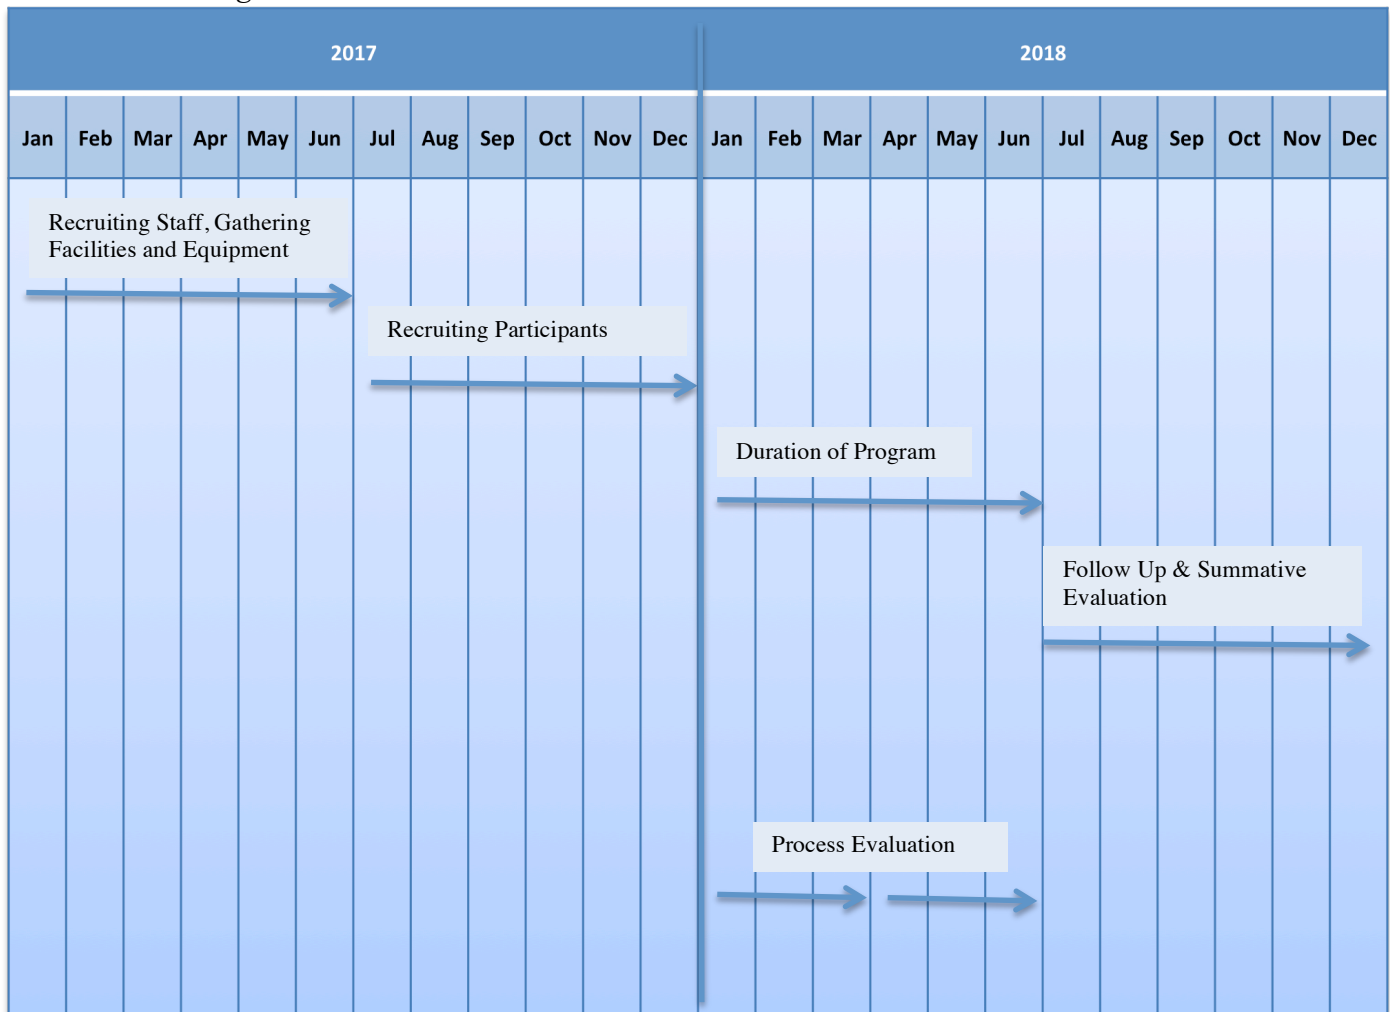 2017 2018
Jan Feb Mar Apr May Jun Jul Aug Sep Oct Nov Dec Jan Feb Mar Apr May Jun Jul Aug Sep Oct Nov Dec
Recruiting Staff, Gathering
Facilities and Equipment
Recruiting Participants
Duration of Program
Follow Up & Summative
Evaluation
Process Evaluation